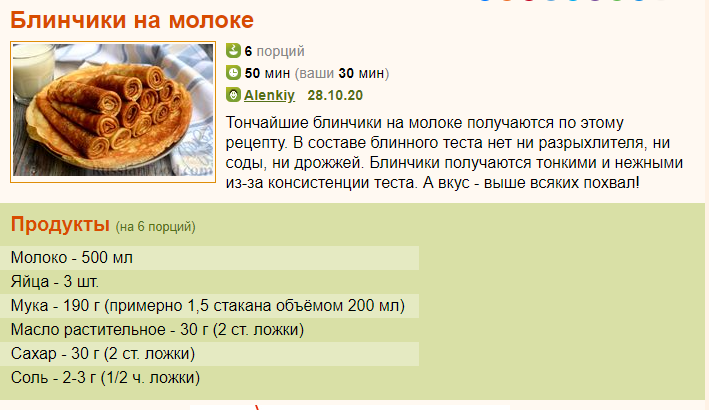 Блинчики на молоке
6 порций
50 мин (ваши 30 мин)
Alenkiy 28.10.20
Тончайшие блинчики на молоке получаются по этому
рецепту. В составе блинного теста нет ни разрыхлителя, ни
соды, ни дрожжей. Блинчики получаются тонкими и нежными
из-за консистенции теста. А вкус - выше всяких похвал!
RussianFood.com
Продукты (на 6 порций)
Молоко - 500 мл
Яйца - 3 шт.
Мука - 190 г (примерно 1,5 стакана объёмом 200 мл)
Масло растительное - 30 г (2 ст. ложки)
Сахар - 30 г (2 ст. ложки)
Соль - 2-3 г (1/2 ч. ложки)